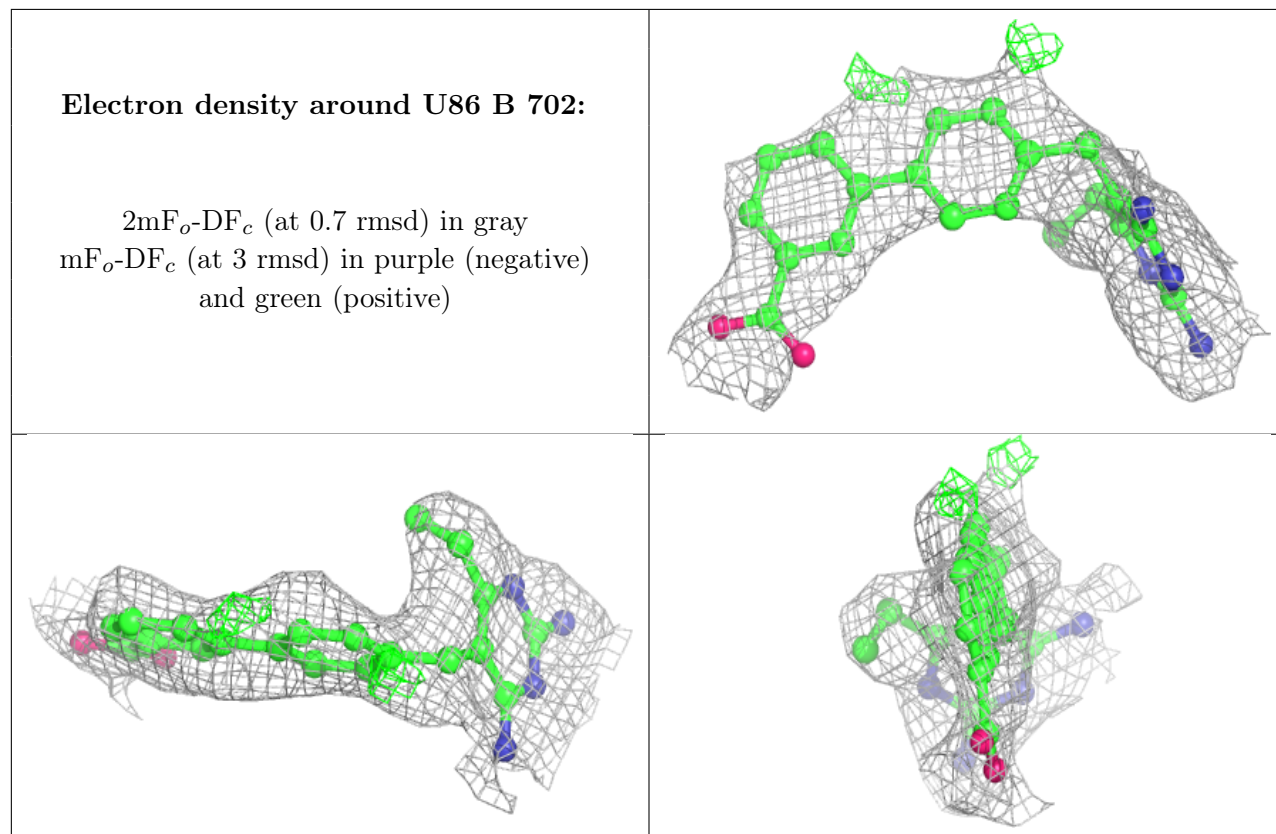 Electron density around U86 B 702:
2mFo-DFc (at 0.7 rmsd) in gray
mFo-DFc (at 3 rmsd) in purple (negative)
and green (positive)